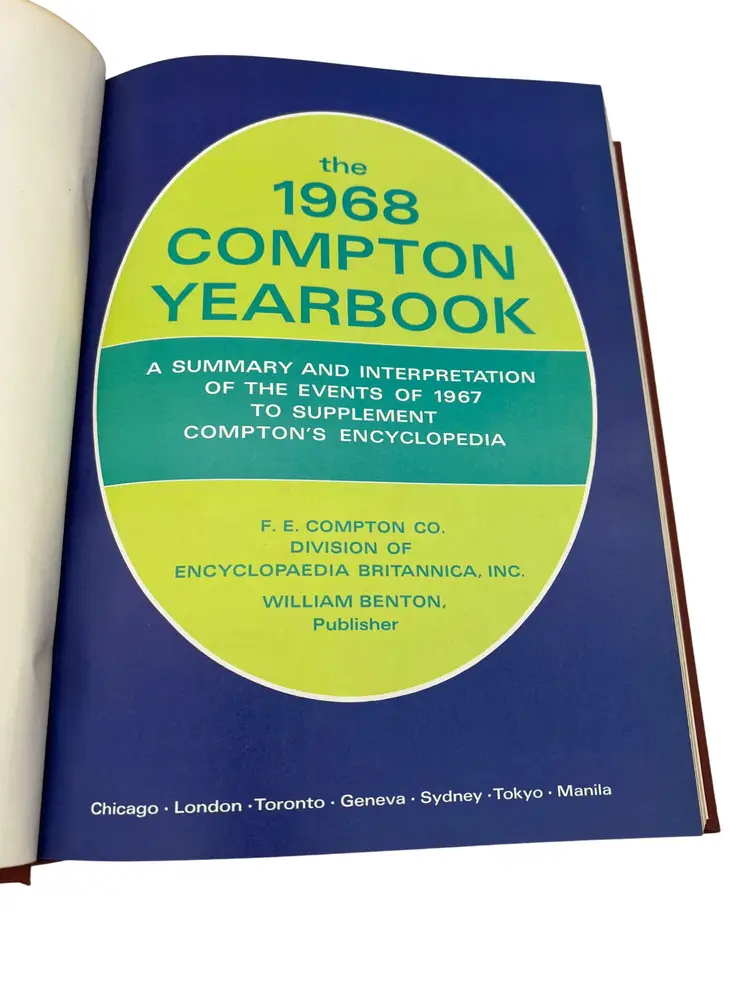 the
1968
COMPTON
YEARBOOK
A SUMMARY AND INTERPRETATION
OF THE EVENTS OF 1967
TO SUPPLEMENT
COMPTON'S ENCYCLOPEDIA
F. E. COMPTON CO.
DIVISION OF
ENCYCLOPAEDIA BRITANNICA, INC.
WILLIAM BENTON,
Publisher
Chicago · London · Toronto · Geneva · Sydney · Tokyo · Manila